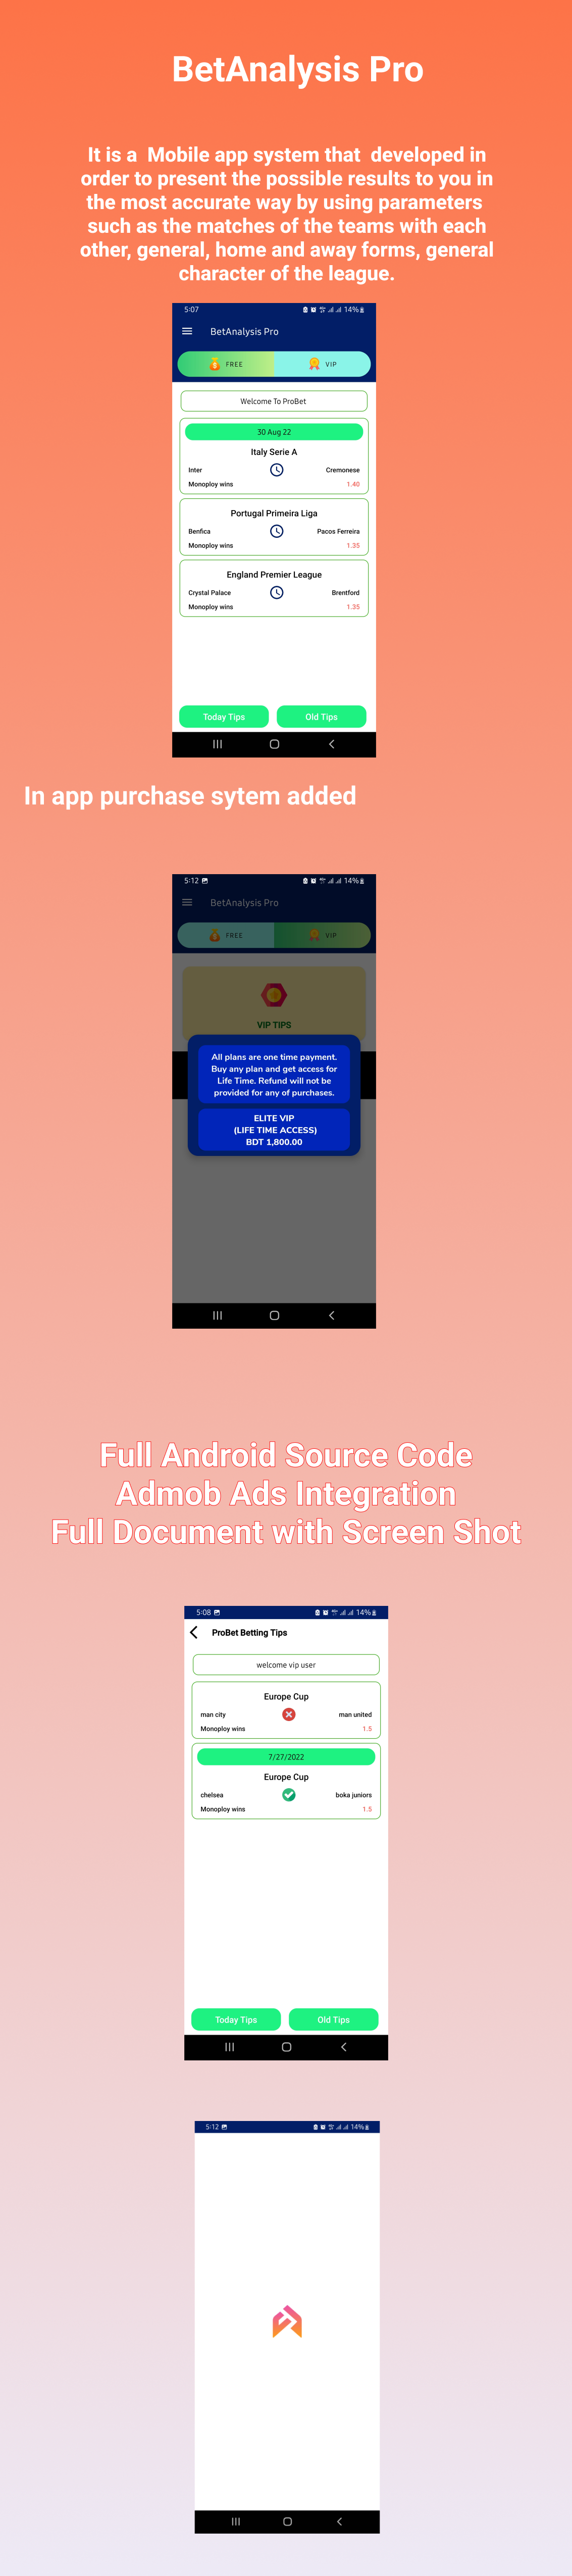 BetAnalysis Pro
It is a Mobile app system that developed in
order to present the possible results to you in
the most accurate way by using parameters
such as the matches of the teams with each
other, general, home and away forms, general
character of the league.
5:07 14%
BetAnalysis Pro
FREE VIP
Welcome To ProBet
30 Aug 22
Italy Serie A
Inter Cremonese
Monoploy wins 1.40
Portugal Primeira Liga
Benfica Pacos Ferreira
Monoploy wins 1.35
England Premier League
Crystal Palace Brentford
Monoploy wins 1.35
Today Tips Old Tips
In app purchase sytem added
5:12 14%
BetAnalysis Pro
FREE VIP
VIP TIPS
All plans are one time payment.
Buy any plan and get access for
Life Time. Refund will not be
provided for any of purchases.
ELITE VIP
(LIFE TIME ACCESS)
BDT 1,800.00
Full Android Source Code
Admob Ads Integration
Full Document with Screen Shot
5:08 14%
ProBet Betting Tips
welcome vip user
Europe Cup
man city man united
Monoploy wins 1.5
7/27/2022
Europe Cup
chelsea boka juniors
Monoploy wins 1.5
Today Tips Old Tips
5:12 14%